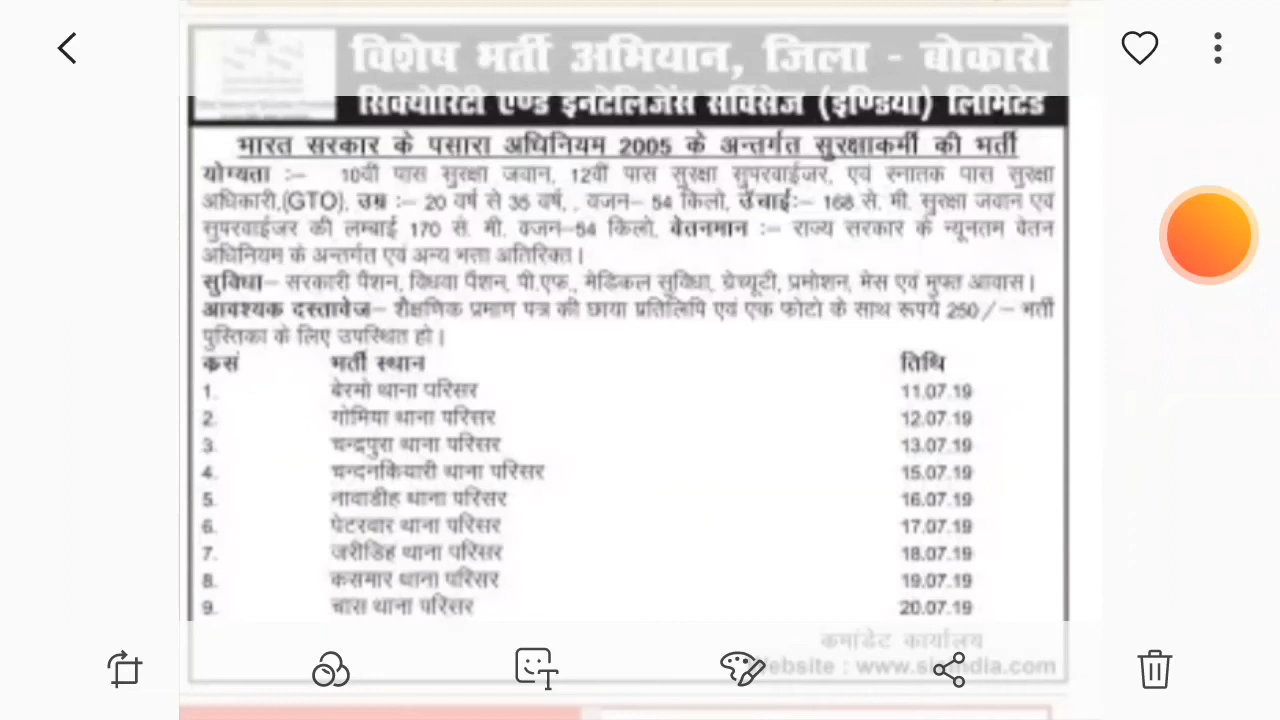 विशेष भर्ती अभियान, जिला - बोकारो
सिक्योरिटी एण्ड इनटेलिजेंस सर्विसेज (इण्डिया) लिमिटेड
भारत सरकार के पसारा अधिनियम 2005 के अन्तर्गत सुरक्षाकर्मी की भर्ती
योग्यता :– 10वीं पास सुरक्षा जवान, 12वीं पास सुरक्षा सुपरवाईजर, एवं स्नातक पास सुरक्षा
अधिकारी,(GTO), उम्र :– 20 वर्ष से 35 वर्ष, , वजन– 54 किलो, उँचाई:– 168 से. मी. सुरक्षा जवान एवं
सुपरवाईजर की लम्बाई 170 से. मी. वजन–54 किलो, वेतनमान :– राज्य सरकार के न्यूनतम वेतन
अधिनियम के अन्तर्गत एवं अन्य भत्ता अतिरिक्त।
सुविधा– सरकारी पैंशन, विधवा पैंशन, पी.एफ., मेडिकल सुविधा, ग्रेच्यूटी, प्रमोशन, मेस एवं मुफ्त आवास।
आवश्यक दस्तावेज– शैक्षणिक प्रमाण पत्र की छाया प्रतिलिपि एवं एक फोटो के साथ रूपये 250/– भर्ती
पुस्तिका के लिए उपस्थित हो।
कसं भर्ती स्थान तिथि
1. बेरमो थाना परिसर 11.07.19
2. गोमिया थाना परिसर 12.07.19
3. चन्द्रपुरा थाना परिसर 13.07.19
4. चन्दनकियारी थाना परिसर 15.07.19
5. नावाडीह थाना परिसर 16.07.19
6. पेटरवार थाना परिसर 17.07.19
7. जरीडिह थाना परिसर 18.07.19
8. कसमार थाना परिसर 19.07.19
9. चास थाना परिसर 20.07.19
कमांडेट कार्यालय
Website : www.sisindia.com